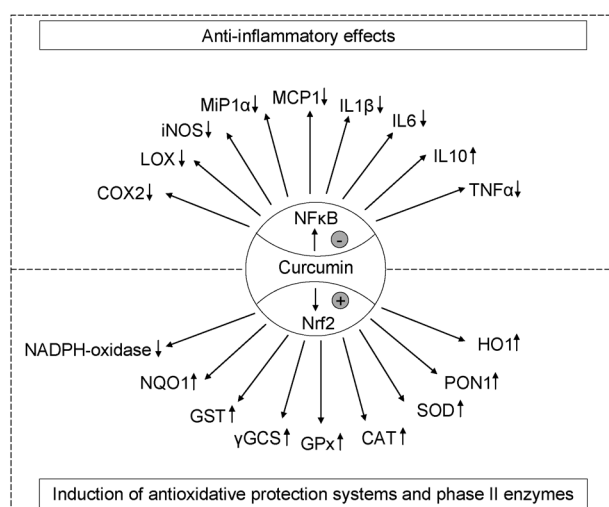 Anti-inflammatory effects
MCP1↓
MiP1α↓
IL1β↓
iNOS↓
IL6↓
LOX↓
IL10↑
COX2↓
TNFα↓
NFκB
-
Curcumin
+
Nrf2
NADPH-oxidase↓
HO1↑
NQO1↑
PON1↑
GST↑
SOD↑
γGCS↑
GPx↑
CAT↑
Induction of antioxidative protection systems and phase II enzymes